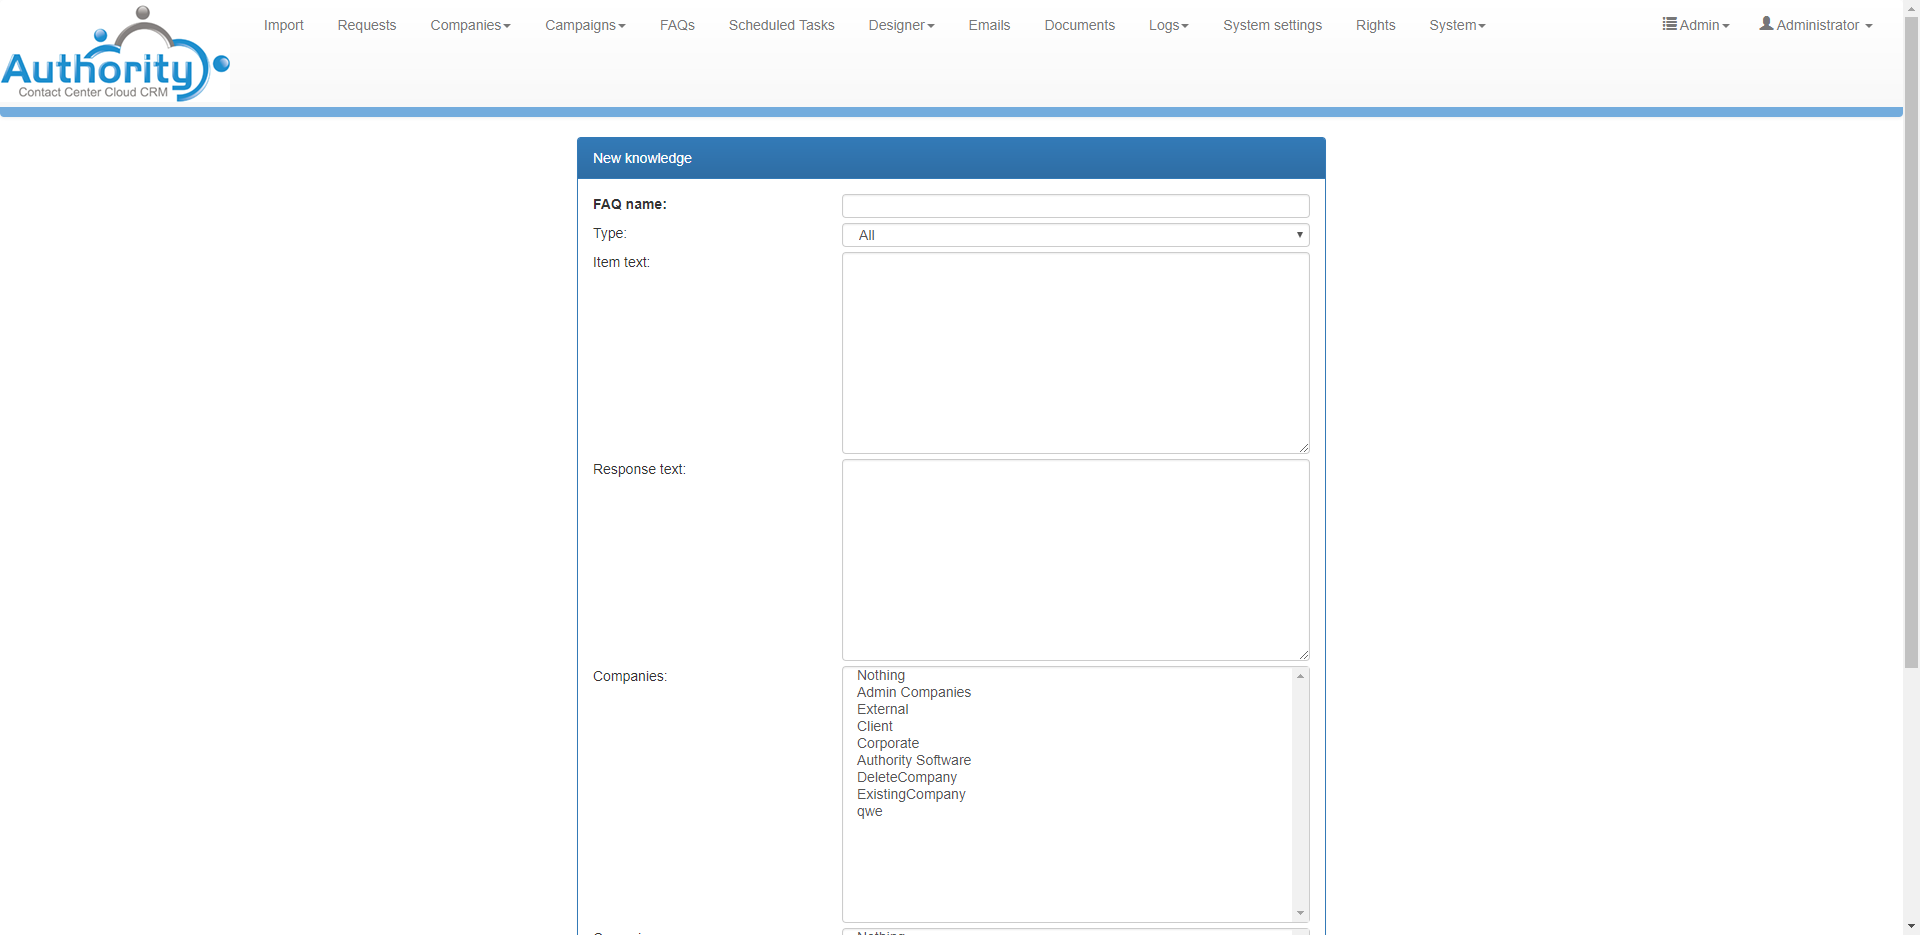 Import Requests Companies Campaigns FAQs Scheduled Tasks Designer Emails Documents Logs System settings Rights System Admin Administrator
Authority
Contact Center Cloud CRM
New knowledge
FAQ name:
Type: All
Item text:
Response text:
Companies: Nothing
Admin Companies
External
Client
Corporate
Authority Software
DeleteCompany
ExistingCompany
qwe
Nothing